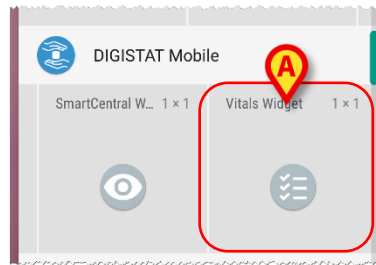 DIGISTAT Mobile
A
SmartCentral W... 1 × 1
Vitals Widget 1 × 1